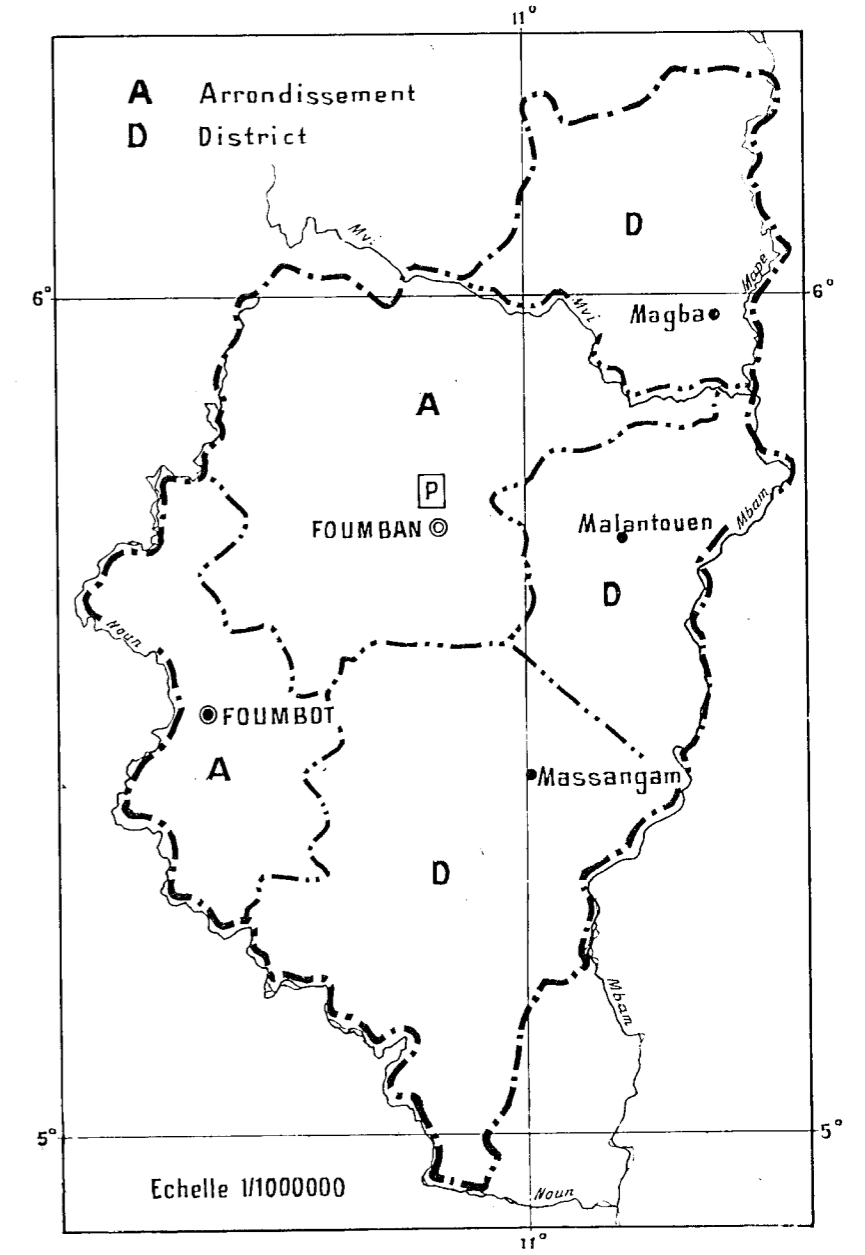 11°
A Arrondissement
D District
Mvi
D
Mape
6°
6°
Mvi
Magba
A
P
FOUMBAN
Malantouen
Mbam
D
Noun
FOUMBOT
A
Massangam
D
Mbam
5°
5°
Echelle 1/1000000
Noun
11°